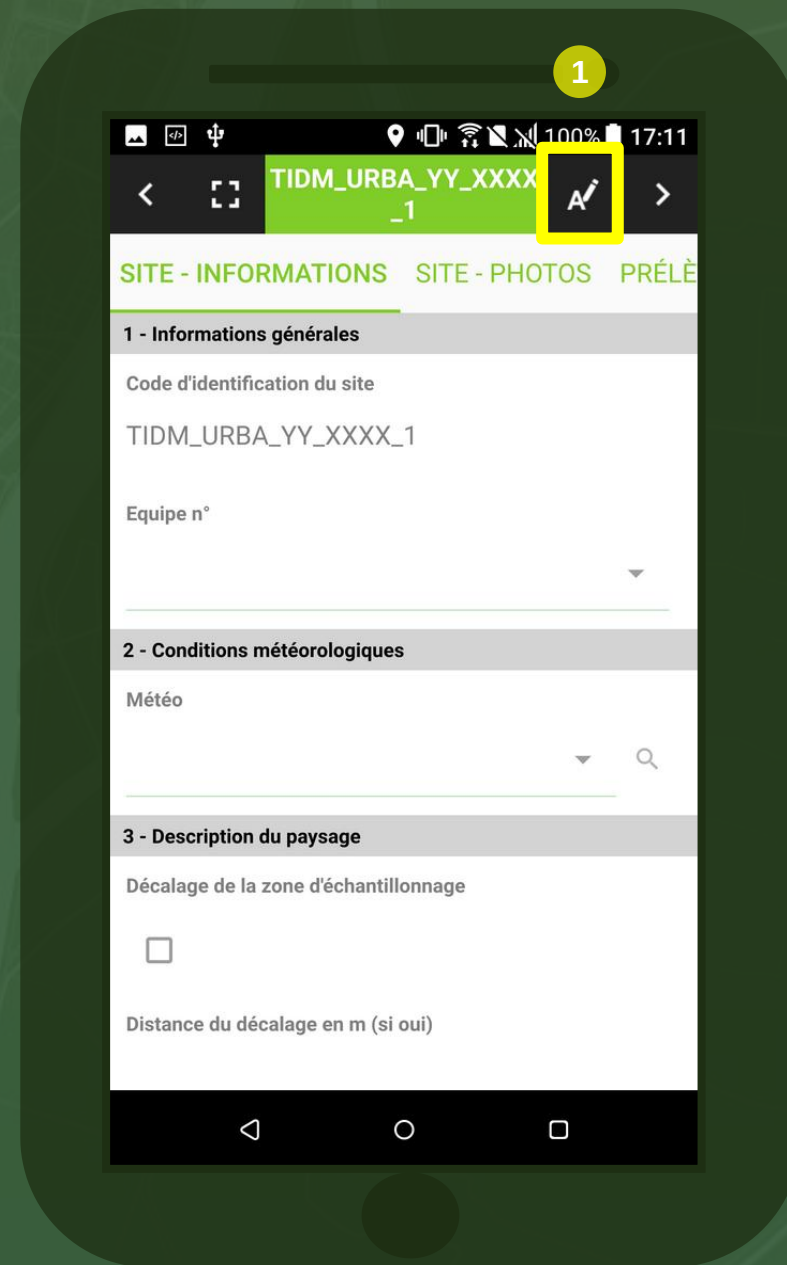 1
100% 17:11
TIDM_URBA_YY_XXXX
_1
SITE - INFORMATIONS SITE - PHOTOS PRÉLÈ
1 - Informations générales
Code d'identification du site
TIDM_URBA_YY_XXXX_1
Equipe n°
2 - Conditions météorologiques
Météo
3 - Description du paysage
Décalage de la zone d'échantillonnage
Distance du décalage en m (si oui)